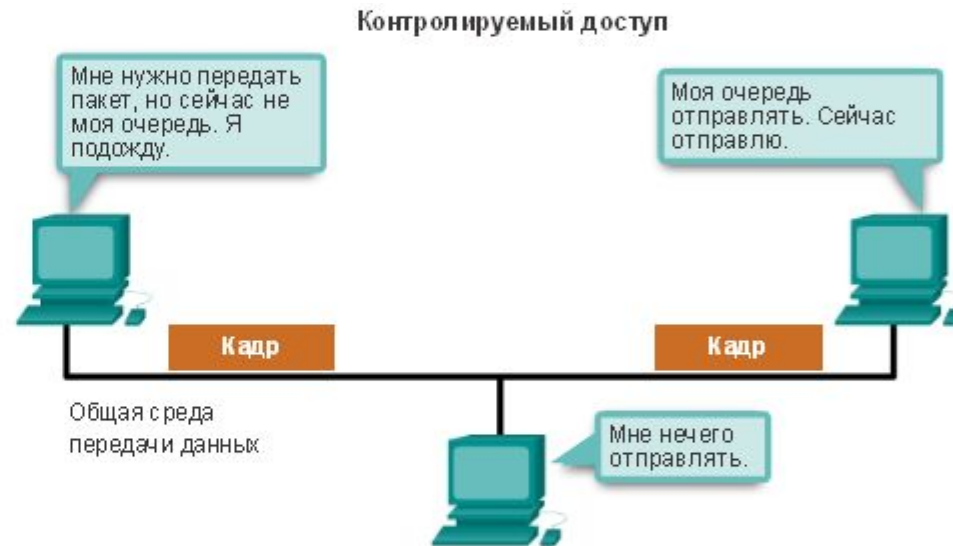 Контролируемый доступ
Мне нужно передать
пакет, но сейчас не
моя очередь. Я
подожду.
Моя очередь
отправлять. Сейчас
отправлю.
Кадр
Кадр
Общая среда
передачи данных
Мне нечего
отправлять.